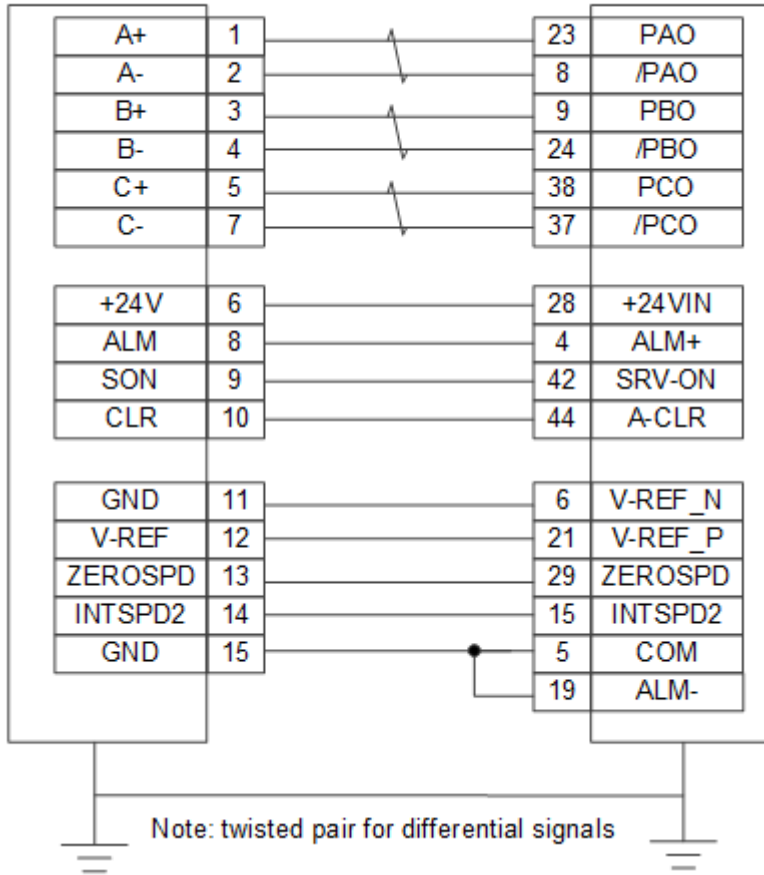 A+ 1 23 PAO
A- 2 8 /PAO
B+ 3 9 PBO
B- 4 24 /PBO
C+ 5 38 PCO
C- 7 37 /PCO
+24V 6 28 +24VIN
ALM 8 4 ALM+
SON 9 42 SRV-ON
CLR 10 44 A-CLR
GND 11 6 V-REF_N
V-REF 12 21 V-REF_P
ZEROSPD 13 29 ZEROSPD
INTSPD2 14 15 INTSPD2
GND 15 5 COM
19 ALM-
Note: twisted pair for differential signals